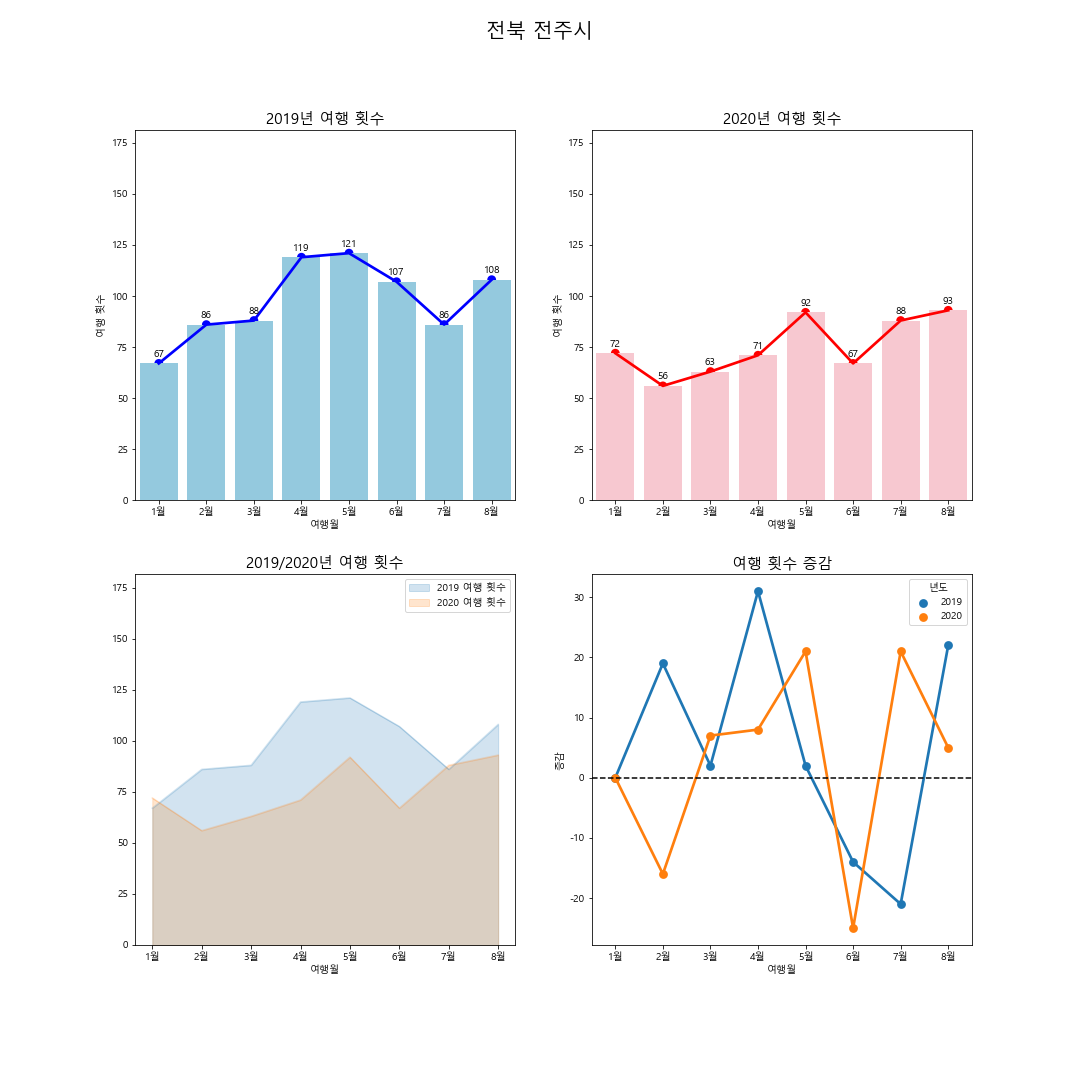 전북 전주시
2019년 여행 횟수
175
150
125
100
75
50
25
0
여행 횟수
67
86
88
119
121
107
86
108
1월 2월 3월 4월 5월 6월 7월 8월
여행월
2020년 여행 횟수
175
150
125
100
75
50
25
0
여행 횟수
72
56
63
71
92
67
88
93
1월 2월 3월 4월 5월 6월 7월 8월
여행월
2019/2020년 여행 횟수
2019 여행 횟수
2020 여행 횟수
175
150
125
100
75
50
25
0
1월 2월 3월 4월 5월 6월 7월 8월
여행월
여행 횟수 증감
년도
2019
2020
30
20
10
0
-10
-20
증감
1월 2월 3월 4월 5월 6월 7월 8월
여행월